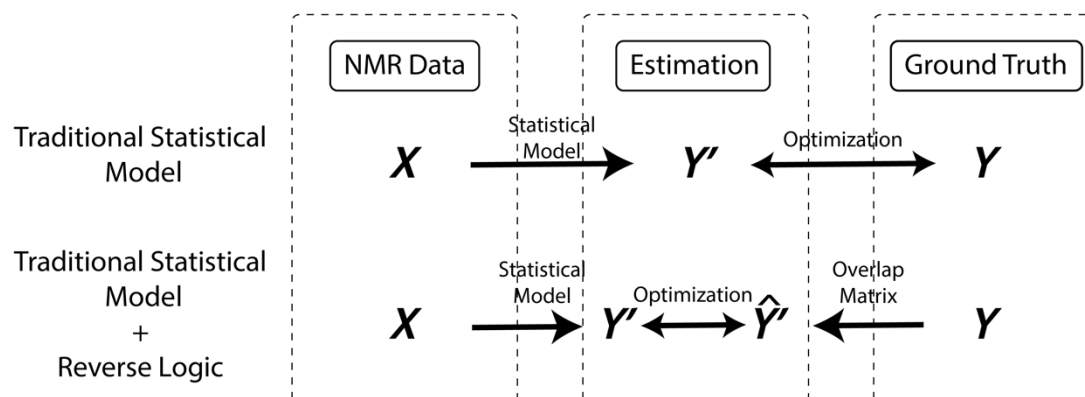 NMR Data
Estimation
Ground Truth
Traditional Statistical
Model
X
Statistical
Model
Y'
Optimization
Y
Traditional Statistical
Model
+
Reverse Logic
X
Statistical
Model
Y'
Optimization
Ŷ'
Overlap
Matrix
Y